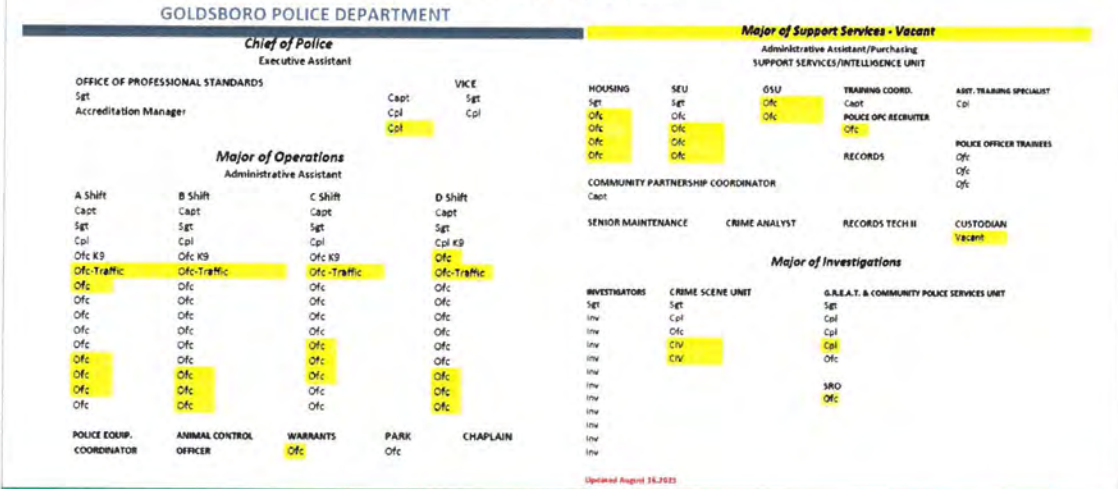 GOLDSBORO POLICE DEPARTMENT
Chief of Police
Executive Assistant
OFFICE OF PROFESSIONAL STANDARDS VICE
Sgt Capt Sgt
Accreditation Manager Cpl Cpl
Cpl
Major of Operations
Administrative Assistant
A Shift B Shift C Shift D Shift
Capt Capt Capt Capt
Sgt Sgt Sgt Sgt
Cpl Cpl Cpl Cpl K9
Ofc K9 Ofc K9 Ofc K9 Ofc
Ofc-Traffic Ofc-Traffic Ofc -Traffic Ofc-Traffic
Ofc Ofc Ofc Ofc
Ofc Ofc Ofc Ofc
Ofc Ofc Ofc Ofc
Ofc Ofc Ofc Ofc
Ofc Ofc Ofc Ofc
Ofc Ofc Ofc Ofc
Ofc Ofc Ofc Ofc
Ofc Ofc Ofc Ofc
Ofc Ofc Ofc Ofc
POLICE EQUIP. ANIMAL CONTROL WARRANTS PARK CHAPLAIN
COORDINATOR OFFICER Ofc Ofc
Major of Support Services - Vacant
Administrative Assistant/Purchasing
SUPPORT SERVICES/INTELLIGENCE UNIT
HOUSING SEU GSU TRAINING COORD. ASST. TRAINING SPECIALIST
Sgt Sgt Ofc Capt Cpl
Ofc Ofc Ofc POLICE OFC RECRUITER
Ofc Ofc Ofc
Ofc Ofc POLICE OFFICER TRAINEES
Ofc Ofc RECORDS Ofc
Ofc
Ofc
COMMUNITY PARTNERSHIP COORDINATOR
Capt
SENIOR MAINTENANCE CRIME ANALYST RECORDS TECH II CUSTODIAN
Vacant
Major of Investigations
INVESTIGATORS CRIME SCENE UNIT G.R.E.A.T. & COMMUNITY POLICE SERVICES UNIT
Sgt Sgt Sgt
Inv Cpl Cpl
Inv Ofc Cpl
Inv CIV Cpl
Inv CIV Ofc
Inv
Inv SRO
Inv Ofc
Inv
Inv
Inv
Inv
Updated August 16,2023